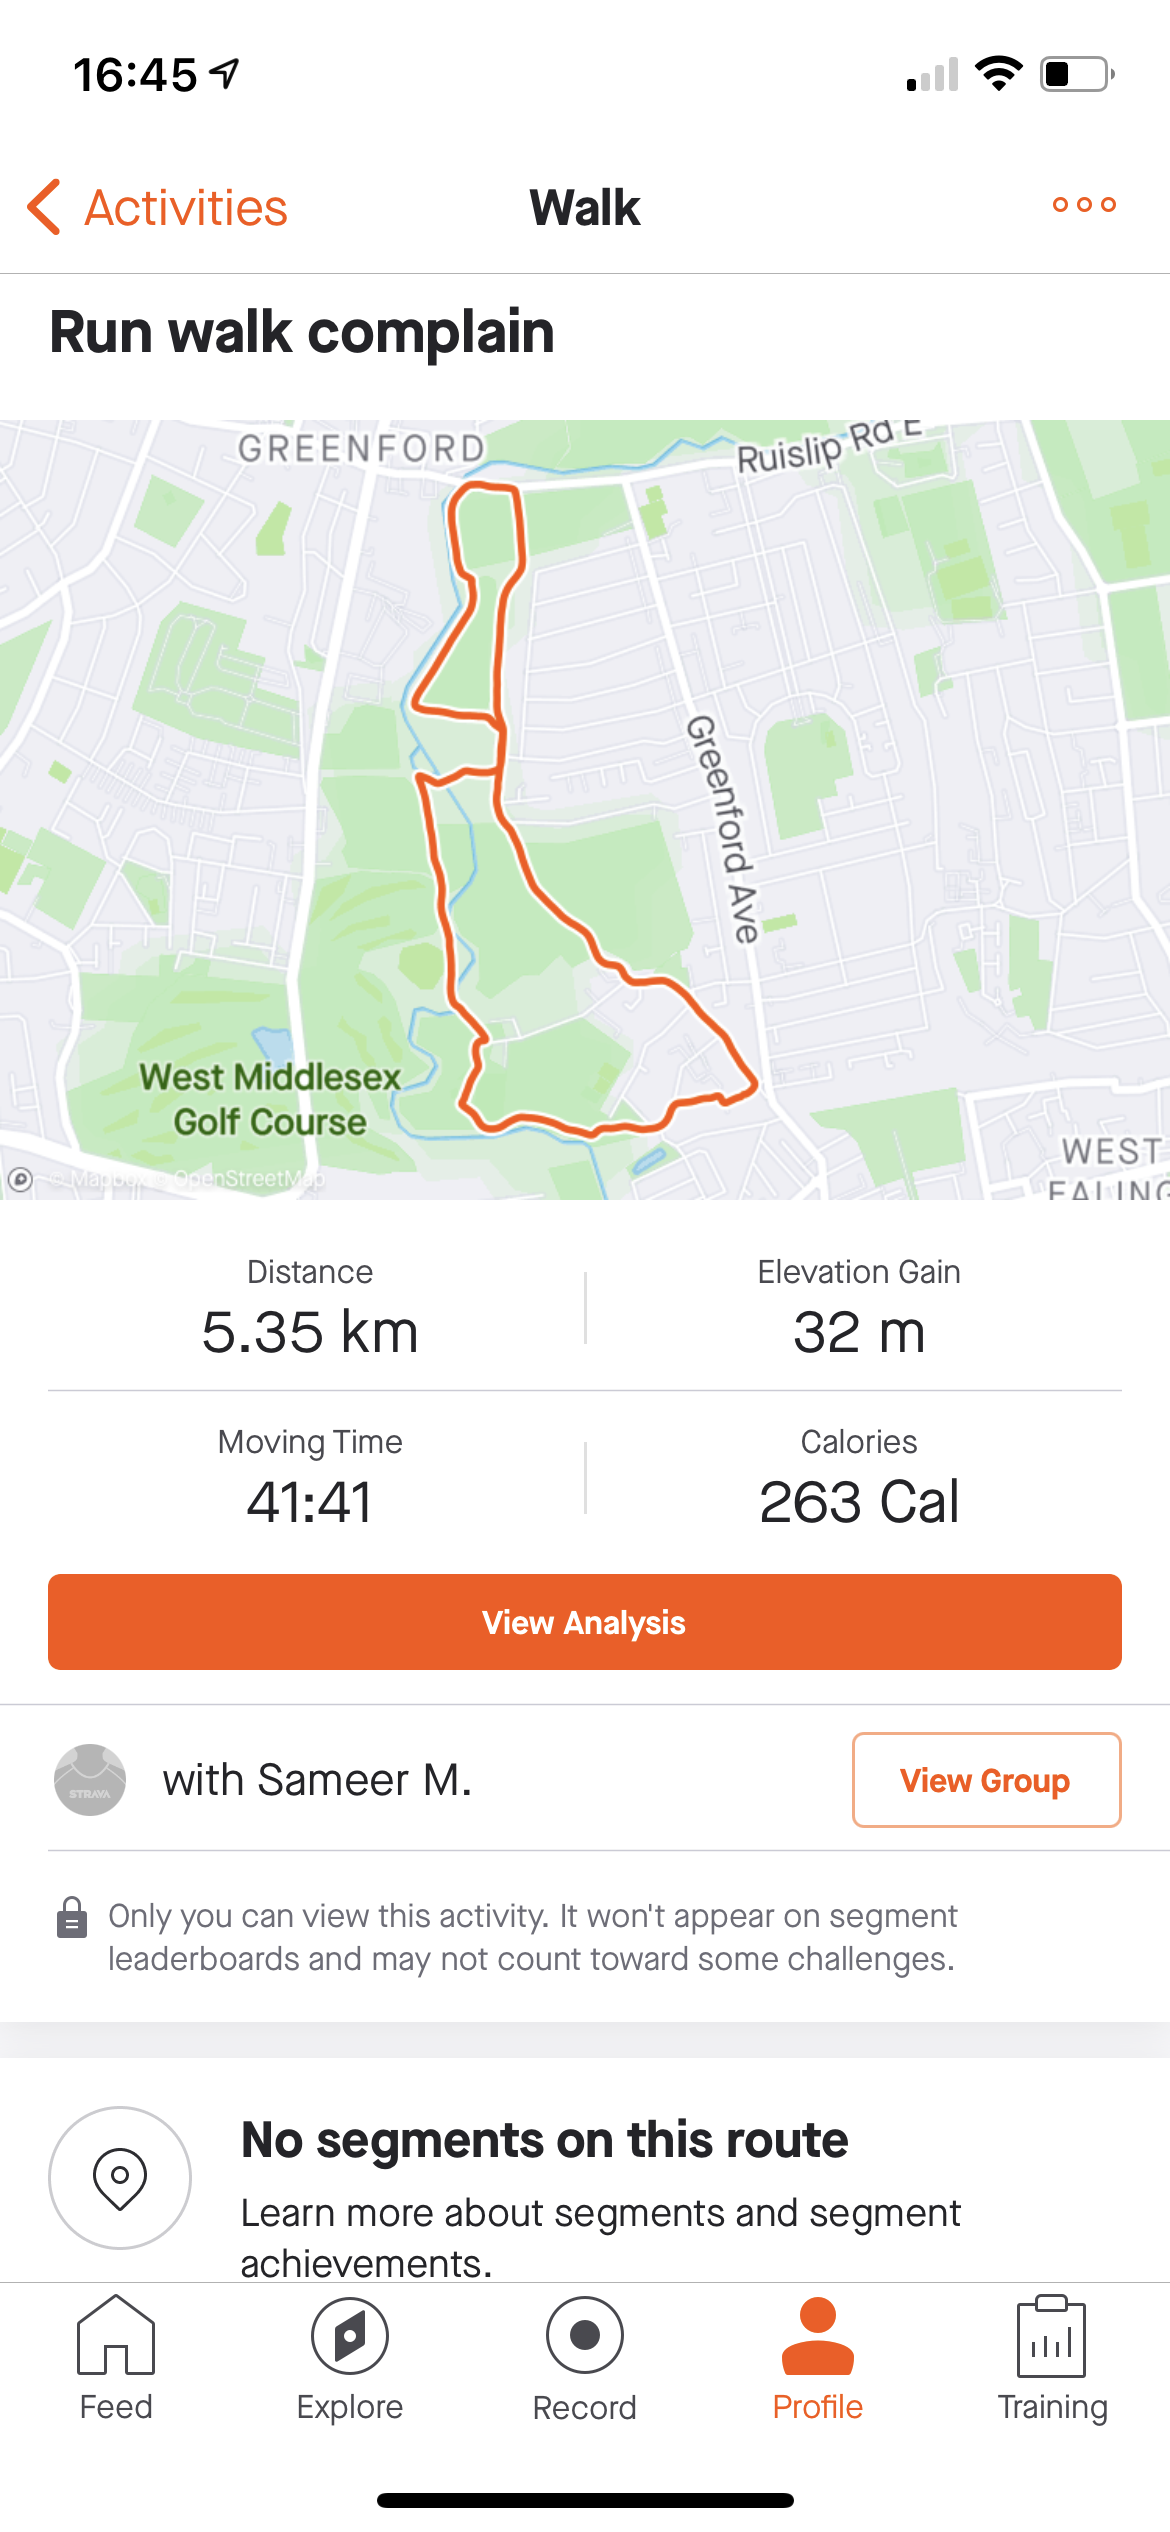 16:45
Activities
Walk
Run walk complain
GREENFORD
Ruislip Rd E
Greenford Ave
West Middlesex
Golf Course
WEST
EALING
© Mapbox © OpenStreetMap
Distance
5.35 km
Elevation Gain
32 m
Moving Time
41:41
Calories
263 Cal
View Analysis
STRAVA
with Sameer M.
View Group
Only you can view this activity. It won't appear on segment
leaderboards and may not count toward some challenges.
No segments on this route
Learn more about segments and segment
achievements.
Feed
Explore
Record
Profile
Training